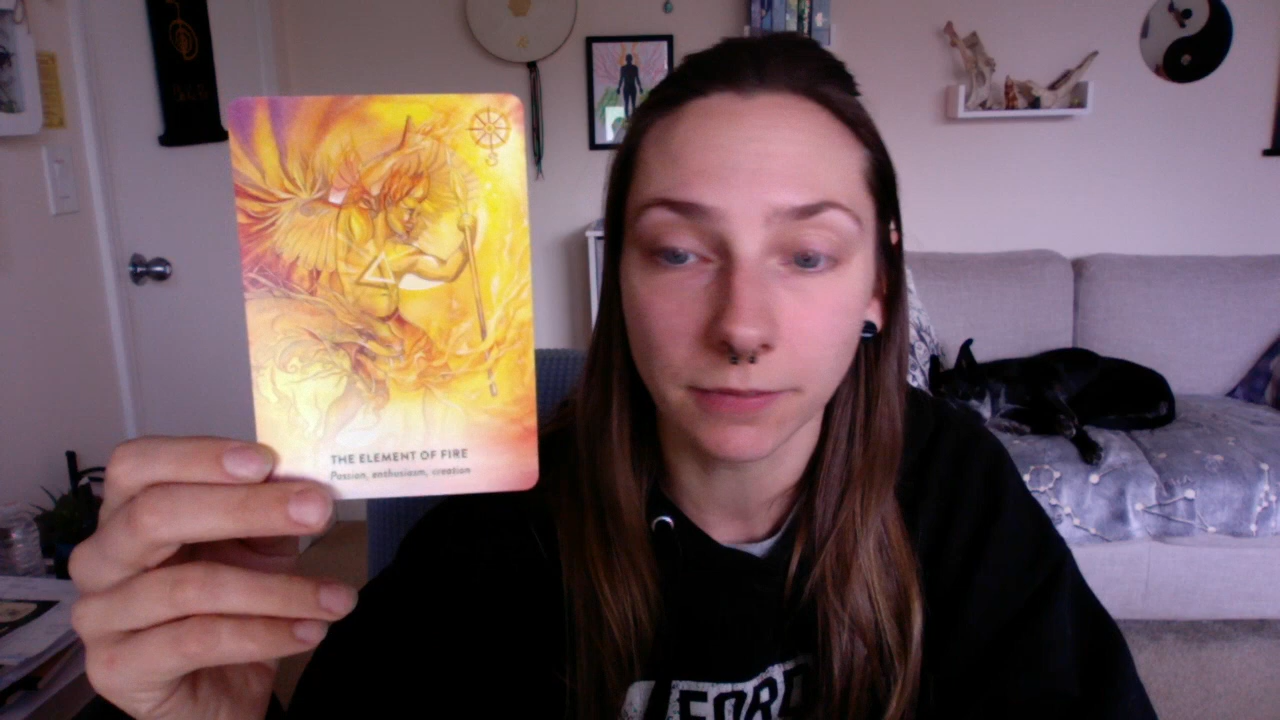 THE ELEMENT OF FIRE
Passion, enthusiasm, creation